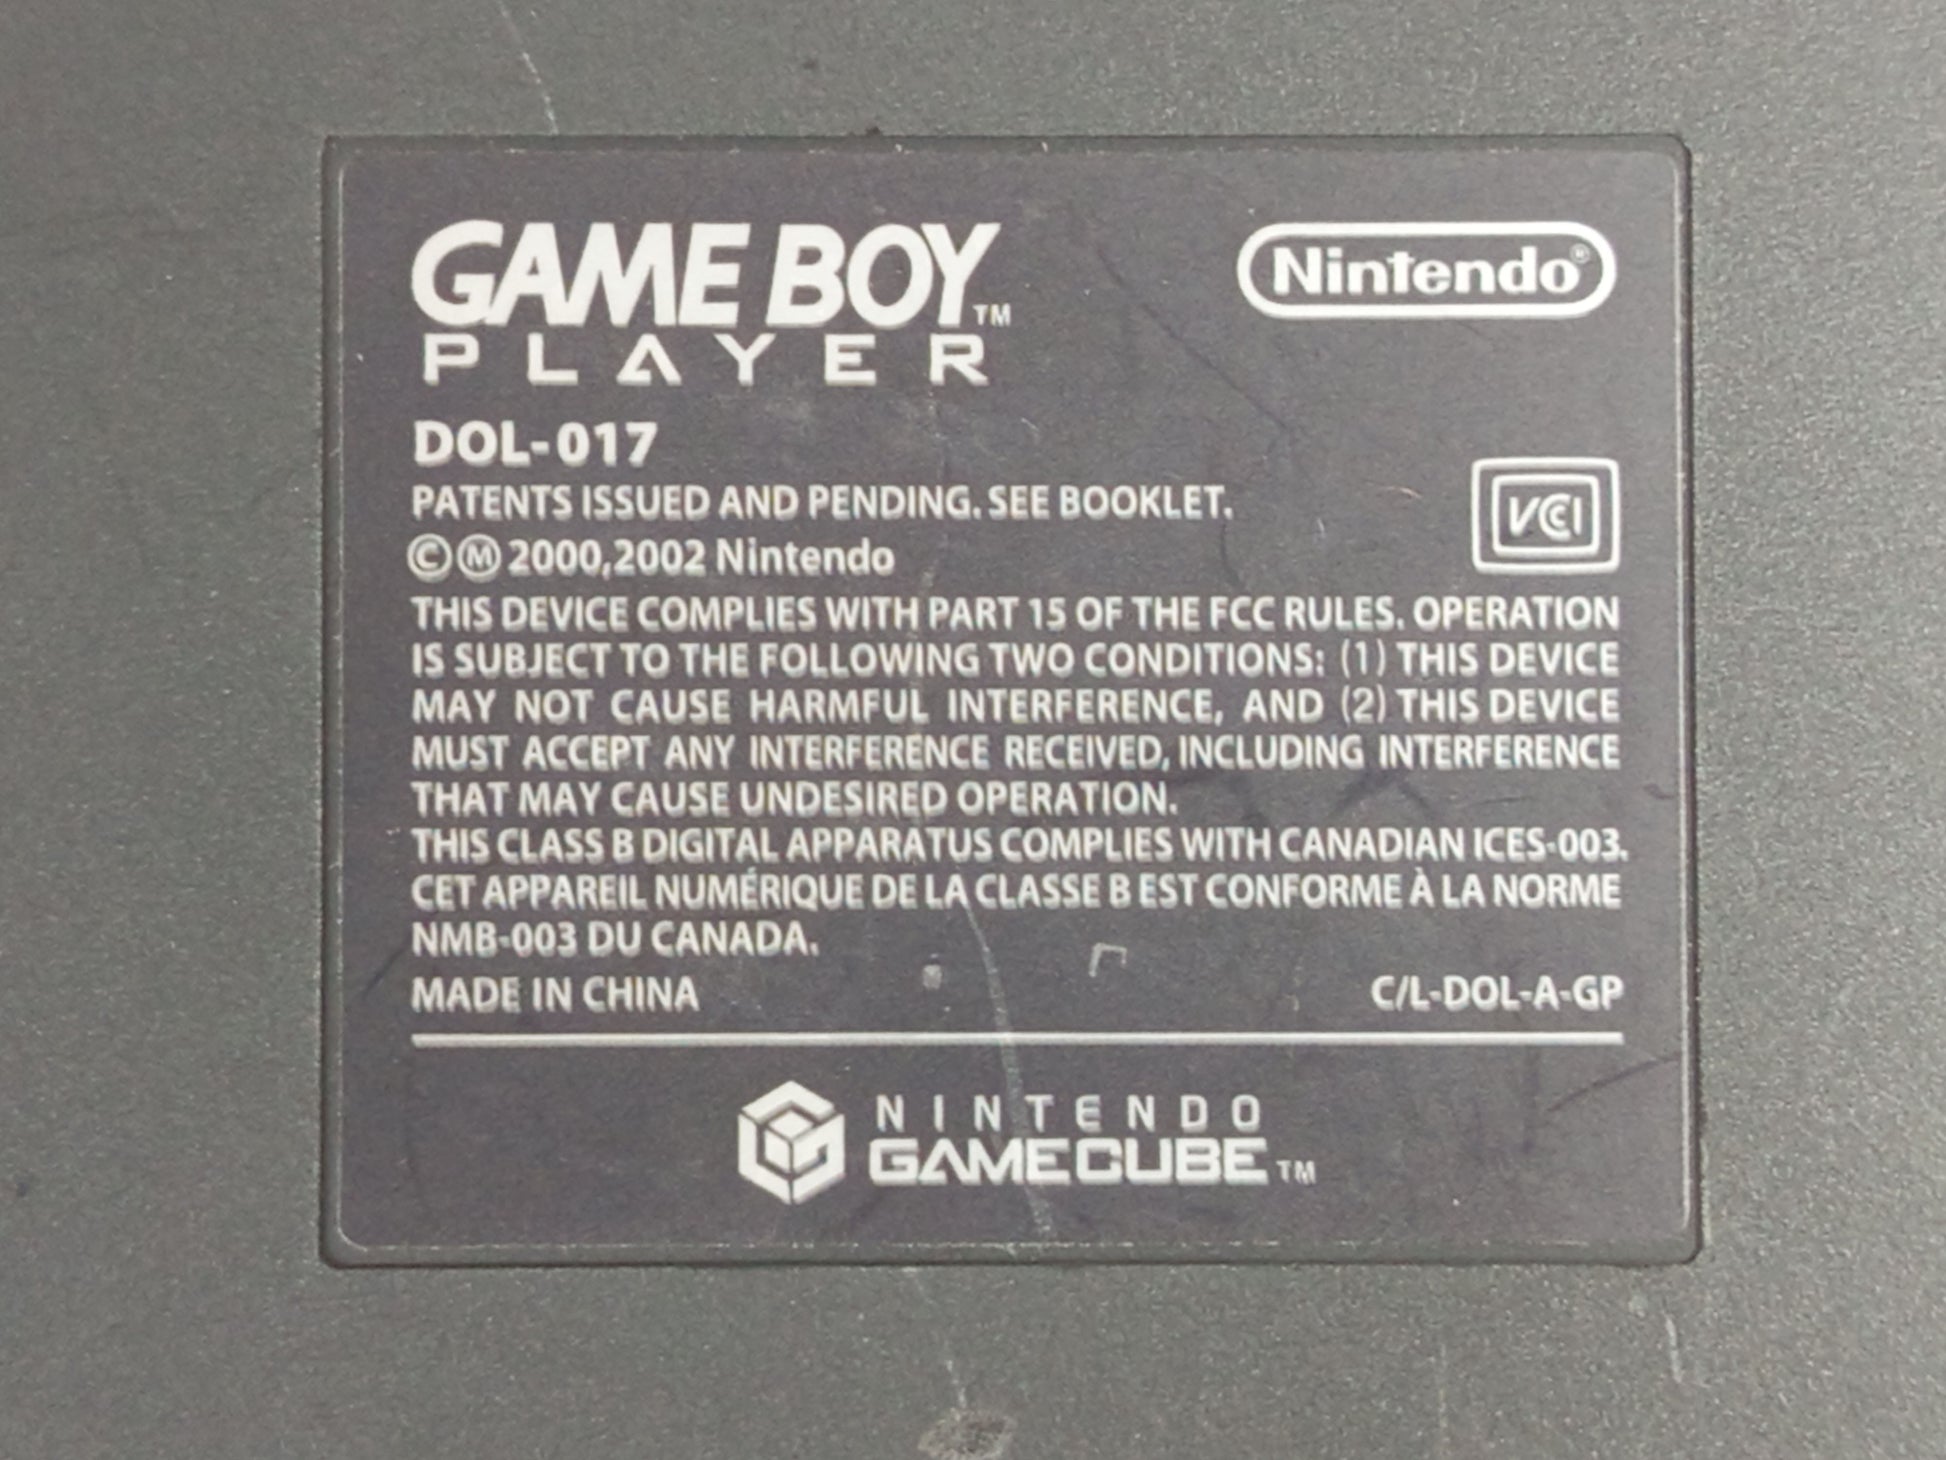 GAME BOY™
PLAYER
Nintendo®
DOL-017
PATENTS ISSUED AND PENDING. SEE BOOKLET.
VCI
©Ⓜ 2000,2002 Nintendo
THIS DEVICE COMPLIES WITH PART 15 OF THE FCC RULES. OPERATION
IS SUBJECT TO THE FOLLOWING TWO CONDITIONS: (1) THIS DEVICE
MAY NOT CAUSE HARMFUL INTERFERENCE, AND (2) THIS DEVICE
MUST ACCEPT ANY INTERFERENCE RECEIVED, INCLUDING INTERFERENCE
THAT MAY CAUSE UNDESIRED OPERATION.
THIS CLASS B DIGITAL APPARATUS COMPLIES WITH CANADIAN ICES-003.
CET APPAREIL NUMÉRIQUE DE LA CLASSE B EST CONFORME À LA NORME
NMB-003 DU CANADA.
MADE IN CHINA
C/L-DOL-A-GP
NINTENDO
GAMECUBE™